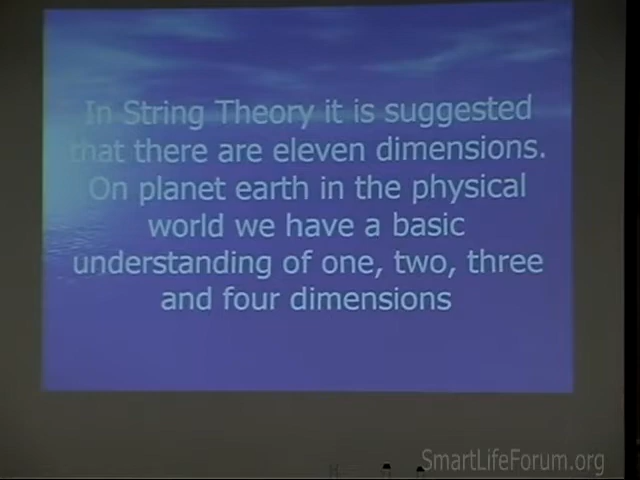 In String Theory it is suggested
that there are eleven dimensions.
On planet earth in the physical
world we have a basic
understanding of one, two, three
and four dimensions
SmartLifeForum.org